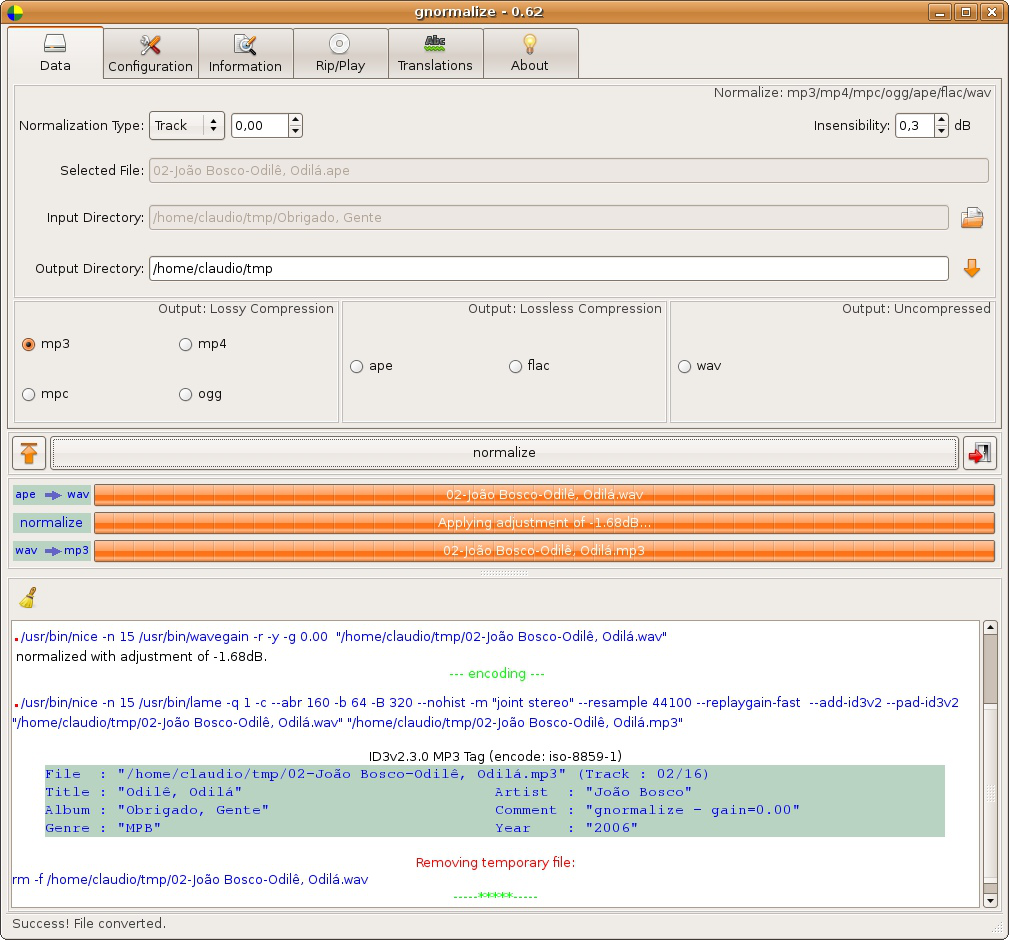 gnormalize - 0.62
Data Configuration Information Rip/Play Translations About
Normalize: mp3/mp4/mpc/ogg/ape/flac/wav
Normalization Type: Track 0,00 Insensibility: 0,3 dB
Selected File: 02-João Bosco-Odilê, Odilá.ape
Input Directory: /home/claudio/tmp/Obrigado, Gente
Output Directory: /home/claudio/tmp
Output: Lossy Compression Output: Lossless Compression Output: Uncompressed
mp3 mp4
ape flac wav
mpc ogg
normalize
ape wav 02-João Bosco-Odilê, Odilá.wav
normalize Applying adjustment of -1.68dB...
wav mp3 02-João Bosco-Odilê, Odilá.mp3
./usr/bin/nice -n 15 /usr/bin/wavegain -r -y -g 0.00 "/home/claudio/tmp/02-João Bosco-Odilê, Odilá.wav"
normalized with adjustment of -1.68dB.
--- encoding ---
./usr/bin/nice -n 15 /usr/bin/lame -q 1 -c --abr 160 -b 64 -B 320 --nohist -m "joint stereo" --resample 44100 --replaygain-fast --add-id3v2 --pad-id3v2
"/home/claudio/tmp/02-João Bosco-Odilê, Odilá.wav" "/home/claudio/tmp/02-João Bosco-Odilê, Odilá.mp3"
ID3v2.3.0 MP3 Tag (encode: iso-8859-1)
File : "/home/claudio/tmp/02-João Bosco-Odilê, Odilá.mp3" (Track : 02/16)
Title : "Odilê, Odilá" Artist : "João Bosco"
Album : "Obrigado, Gente" Comment : "gnormalize - gain=0.00"
Genre : "MPB" Year : "2006"
Removing temporary file:
rm -f /home/claudio/tmp/02-João Bosco-Odilê, Odilá.wav
-----*****-----
Success! File converted.